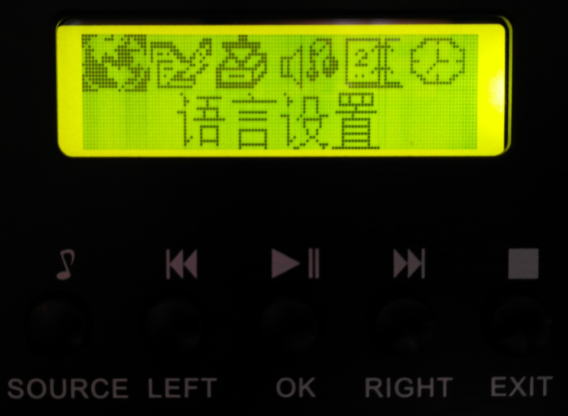 语言设置
SOURCE LEFT OK RIGHT EXIT